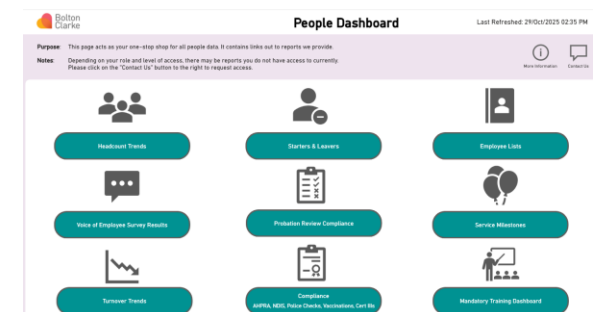 Bolton
Clarke
People Dashboard
Last Refreshed: 29/Oct/2025 02:35 PM
Purpose: This page acts as your one-stop shop for all people data. It contains links out to reports we provide.
Notes: Depending on your role and level of access, there may be reports you do not have access to currently.
Please click on the "Contact Us" button to the right to request access.
More Information
Contact Us
Headcount Trends
Starters & Leavers
Employee Lists
Voice of Employee Survey Results
Probation Review Compliance
Service Milestones
Turnover Trends
Compliance
AHPRA, NDIS, Police Checks, Vaccinations, Cert IIIs
Mandatory Training Dashboard